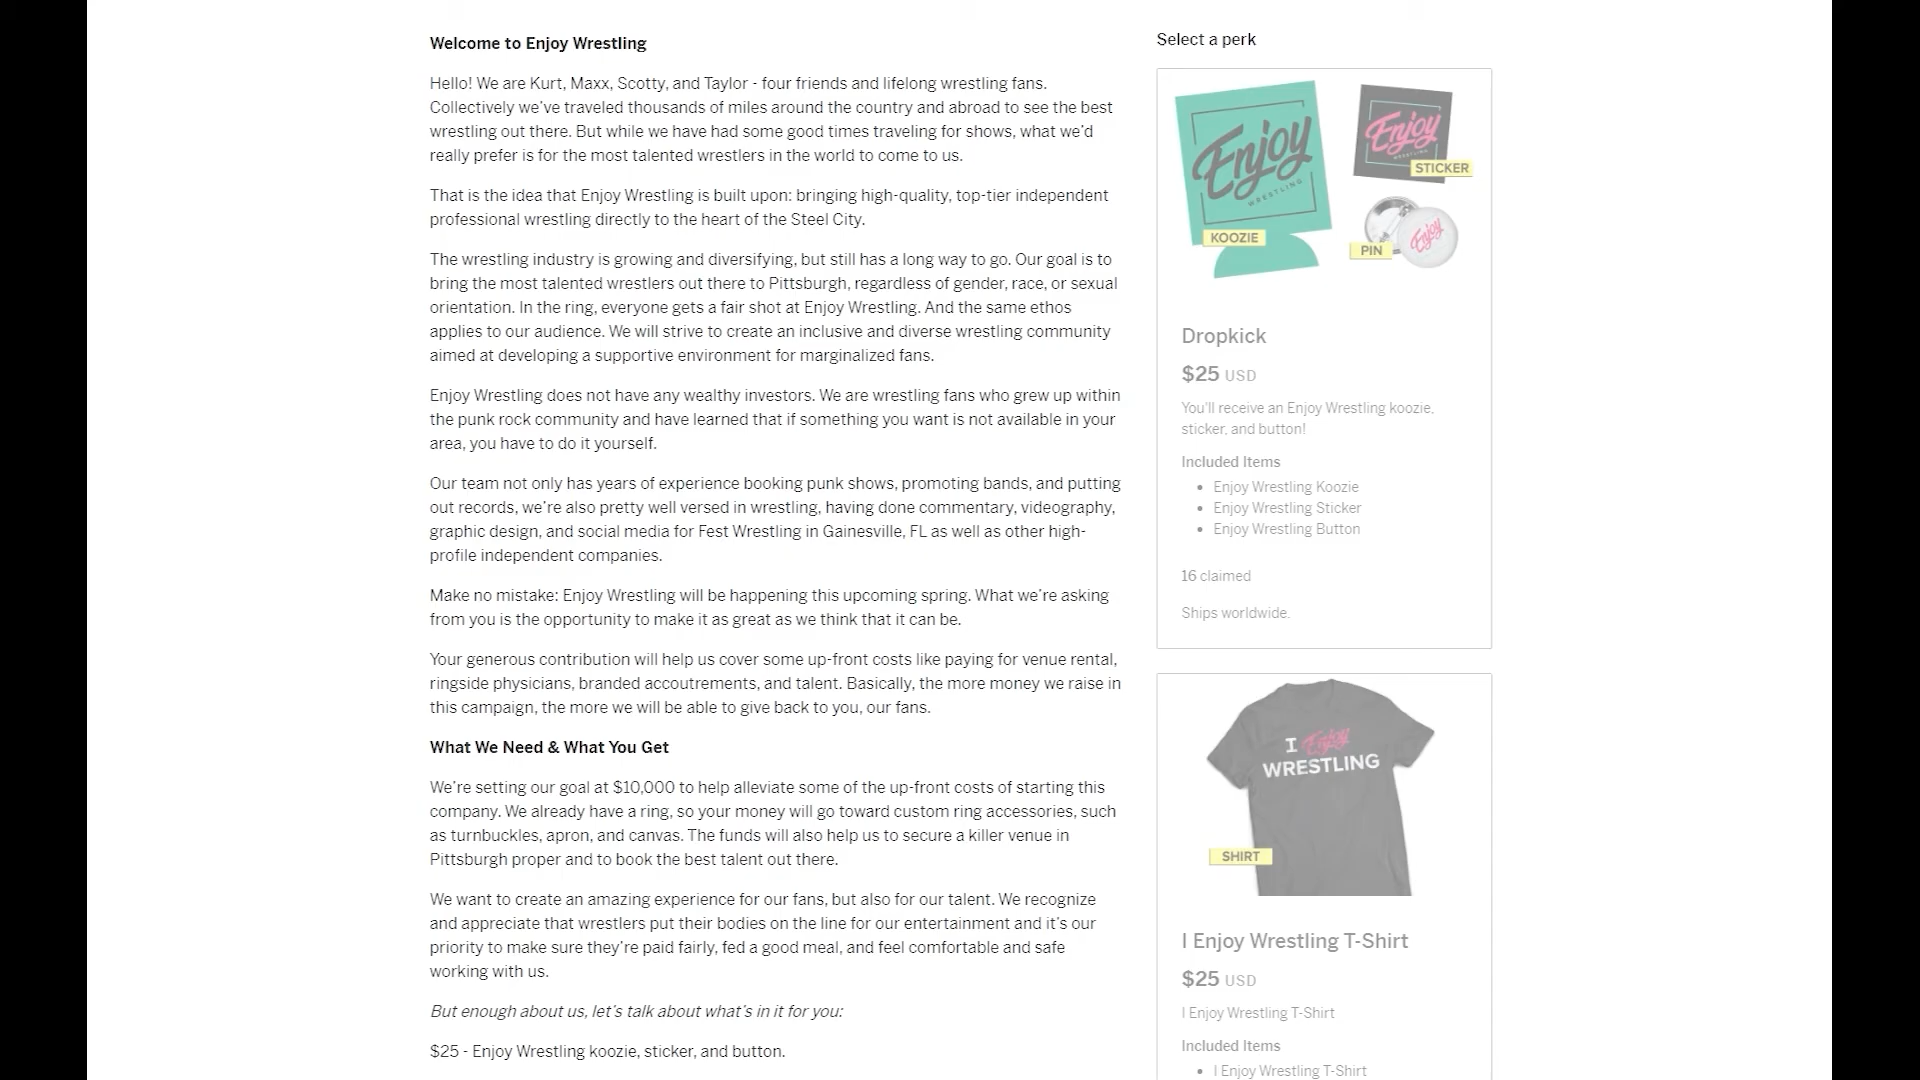 Welcome to Enjoy Wrestling
Hello! We are Kurt, Maxx, Scotty, and Taylor - four friends and lifelong wrestling fans.
Collectively we've traveled thousands of miles around the country and abroad to see the best
wrestling out there. But while we have had some good times traveling for shows, what we'd
really prefer is for the most talented wrestlers in the world to come to us.
That is the idea that Enjoy Wrestling is built upon: bringing high-quality, top-tier independent
professional wrestling directly to the heart of the Steel City.
The wrestling industry is growing and diversifying, but still has a long way to go. Our goal is to
bring the most talented wrestlers out there to Pittsburgh, regardless of gender, race, or sexual
orientation. In the ring, everyone gets a fair shot at Enjoy Wrestling. And the same ethos
applies to our audience. We will strive to create an inclusive and diverse wrestling community
aimed at developing a supportive environment for marginalized fans.
Enjoy Wrestling does not have any wealthy investors. We are wrestling fans who grew up within
the punk rock community and have learned that if something you want is not available in your
area, you have to do it yourself.
Our team not only has years of experience booking punk shows, promoting bands, and putting
out records, we're also pretty well versed in wrestling, having done commentary, videography,
graphic design, and social media for Fest Wrestling in Gainesville, FL as well as other high-
profile independent companies.
Make no mistake: Enjoy Wrestling will be happening this upcoming spring. What we're asking
from you is the opportunity to make it as great as we think that it can be.
Your generous contribution will help us cover some up-front costs like paying for venue rental,
ringside physicians, branded accoutrements, and talent. Basically, the more money we raise in
this campaign, the more we will be able to give back to you, our fans.
What We Need & What You Get
We're setting our goal at $10,000 to help alleviate some of the up-front costs of starting this
company. We already have a ring, so your money will go toward custom ring accessories, such
as turnbuckles, apron, and canvas. The funds will also help us to secure a killer venue in
Pittsburgh proper and to book the best talent out there.
We want to create an amazing experience for our fans, but also for our talent. We recognize
and appreciate that wrestlers put their bodies on the line for our entertainment and it's our
priority to make sure they're paid fairly, fed a good meal, and feel comfortable and safe
working with us.
But enough about us, let's talk about what's in it for you:
$25 - Enjoy Wrestling koozie, sticker, and button.
Select a perk
Enjoy
WRESTLING
KOOZIE
Enjoy
WRESTLING
STICKER
Enjoy
PIN
Dropkick
$25 USD
You'll receive an Enjoy Wrestling koozie,
sticker, and button!
Included Items
• Enjoy Wrestling Koozie
• Enjoy Wrestling Sticker
• Enjoy Wrestling Button
16 claimed
Ships worldwide.
I Enjoy
WRESTLING
SHIRT
I Enjoy Wrestling T-Shirt
$25 USD
I Enjoy Wrestling T-Shirt
Included Items
• I Enjoy Wrestling T-Shirt